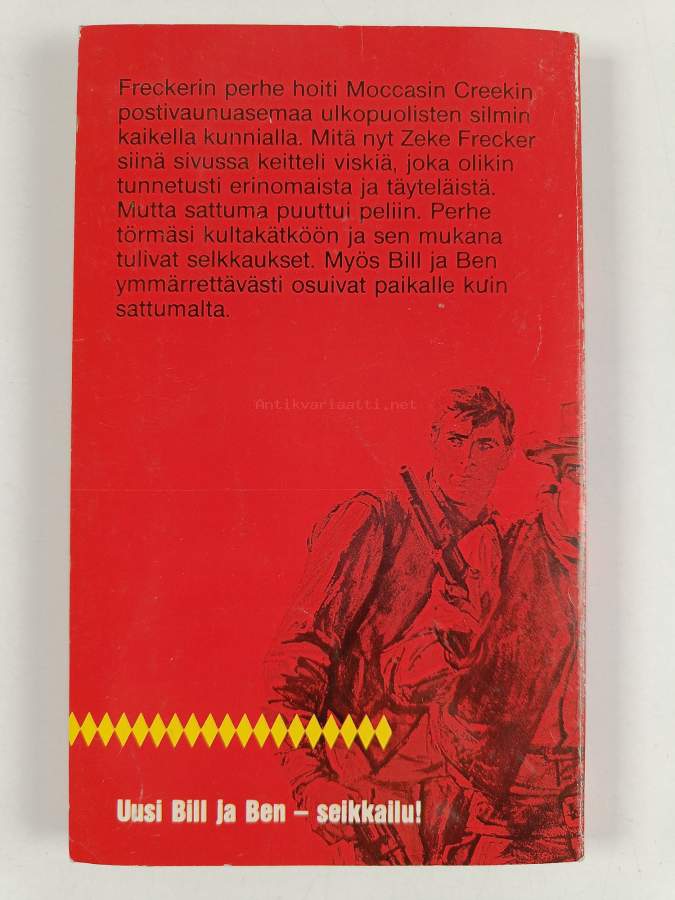 Freckerin perhe hoiti Moccasin Creekin
postivaunuasemaa ulkopuolisten silmin
kaikella kunnialla. Mitä nyt Zeke Frecker
siinä sivussa keitteli viskiä, joka olikin
tunnetusti erinomaista ja täyteläistä.
Mutta sattuma puuttui peliin. Perhe
törmäsi kultakätköön ja sen mukana
tulivat selkkaukset. Myös Bill ja Ben
ymmärrettävästi osuivat paikalle kuin
sattumalta.
Antikvariaatti.net
Uusi Bill ja Ben – seikkailu!